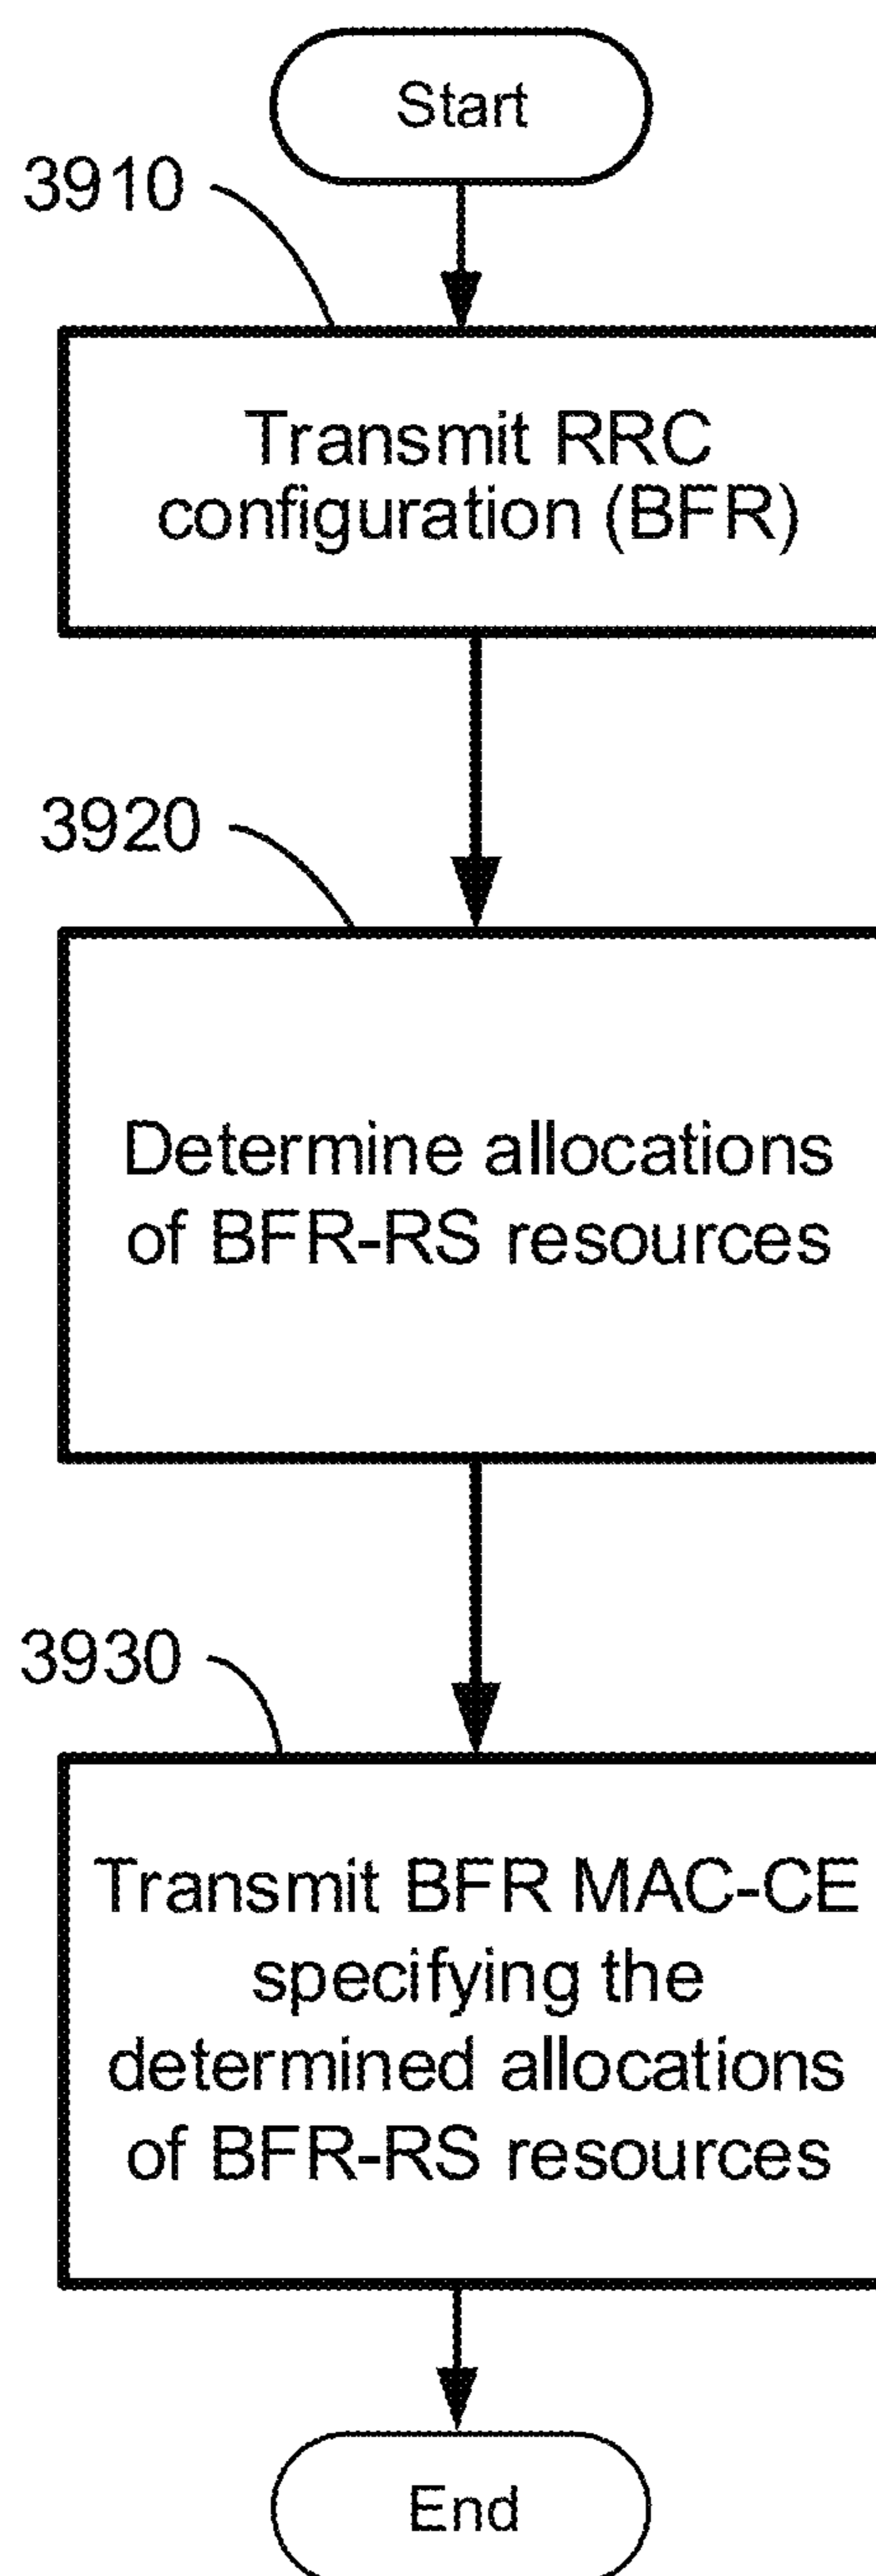 Start
3910
Transmit RRC
configuration (BFR)
3920
Determine allocations
of BFR-RS resources
3930
Transmit BFR MAC-CE
specifying the
determined allocations
of BFR-RS resources
End